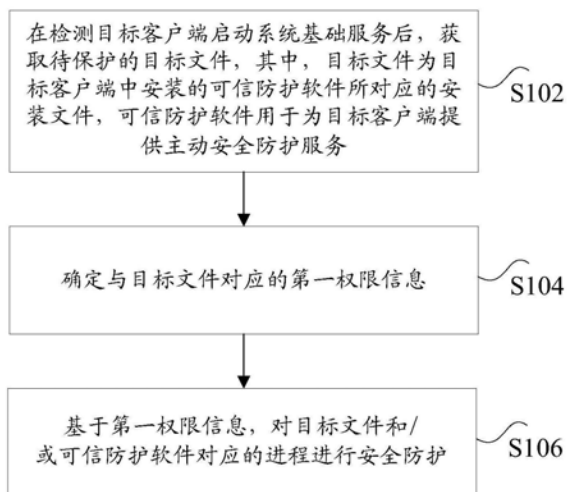 在检测目标客户端启动系统基础服务后，获
取待保护的目标文件，其中，目标文件为目
标客户端中安装的可信防护软件所对应的安
装文件，可信防护软件用于为目标客户端提
供主动安全防护服务
S102
确定与目标文件对应的第一权限信息
S104
基于第一权限信息，对目标文件和/
或可信防护软件对应的进程进行安全防护
S106